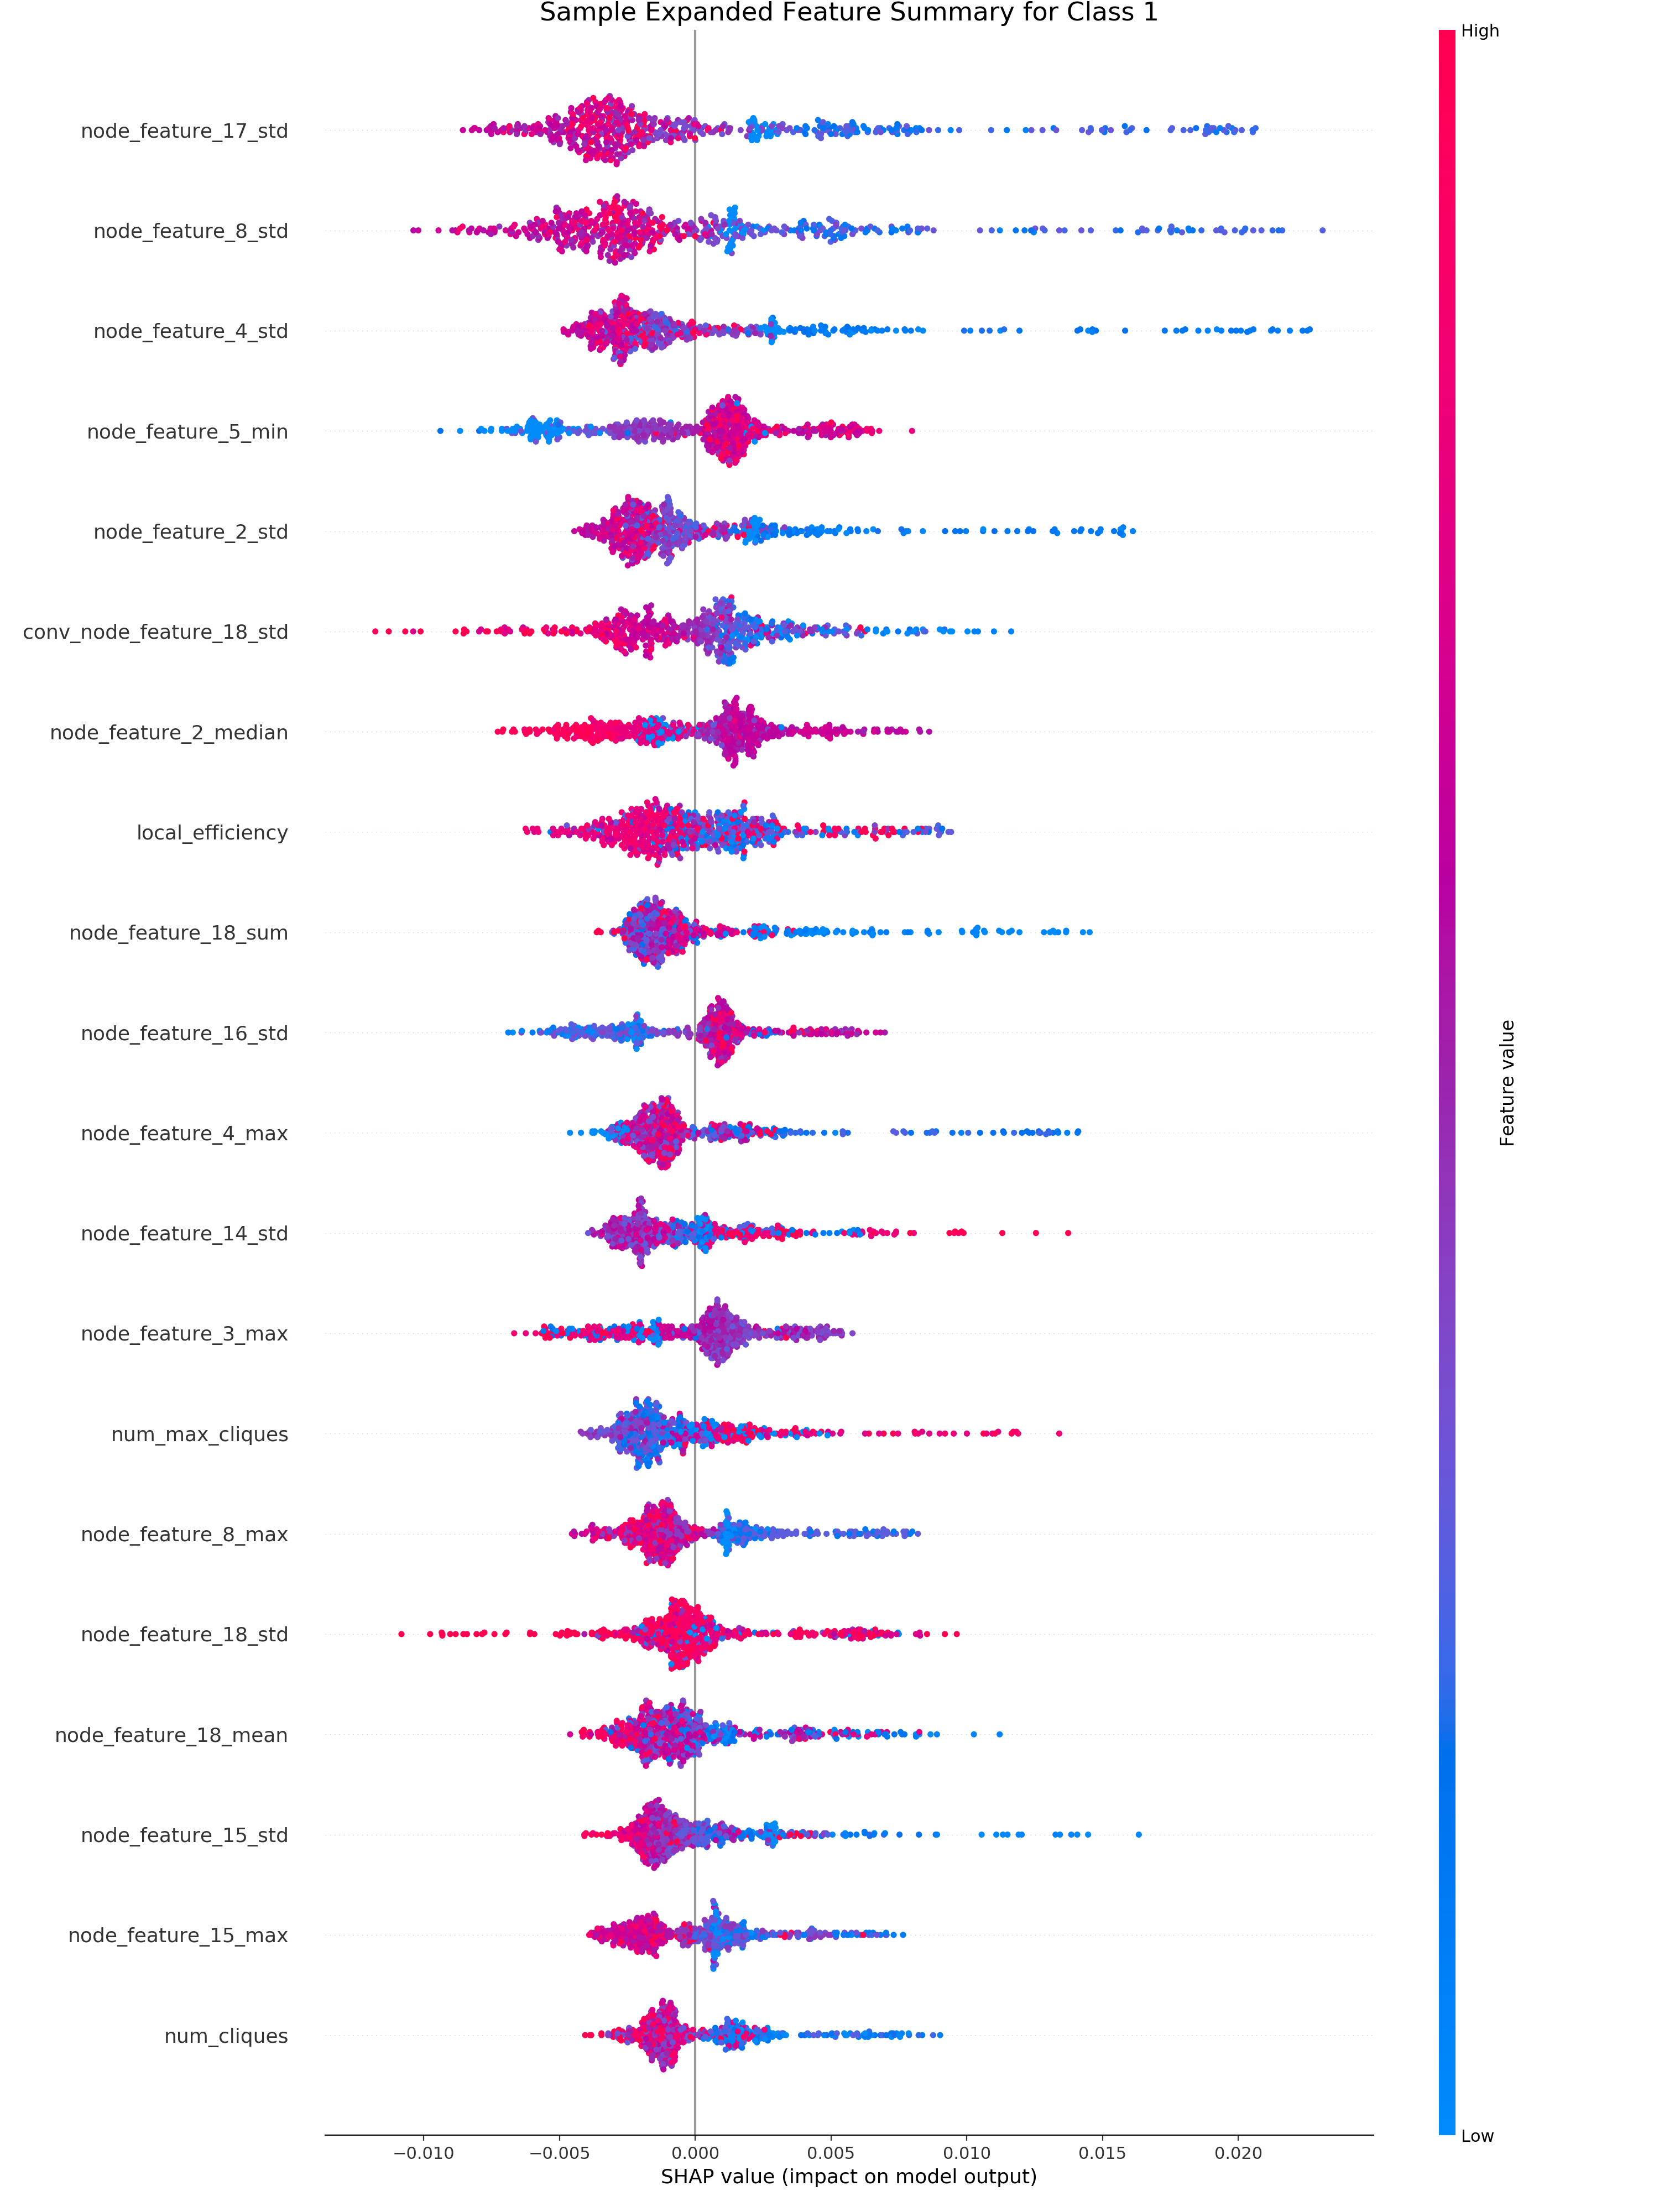 Sample Expanded Feature Summary for Class 1
High
node_feature_17_std
node_feature_8_std
node_feature_4_std
node_feature_5_min
node_feature_2_std
conv_node_feature_18_std
node_feature_2_median
local_efficiency
node_feature_18_sum
node_feature_16_std
node_feature_4_max
node_feature_14_std
node_feature_3_max
num_max_cliques
node_feature_8_max
node_feature_18_std
node_feature_18_mean
node_feature_15_std
node_feature_15_max
num_cliques
Feature value
Low
−0.010 −0.005 0.000 0.005 0.010 0.015 0.020
SHAP value (impact on model output)